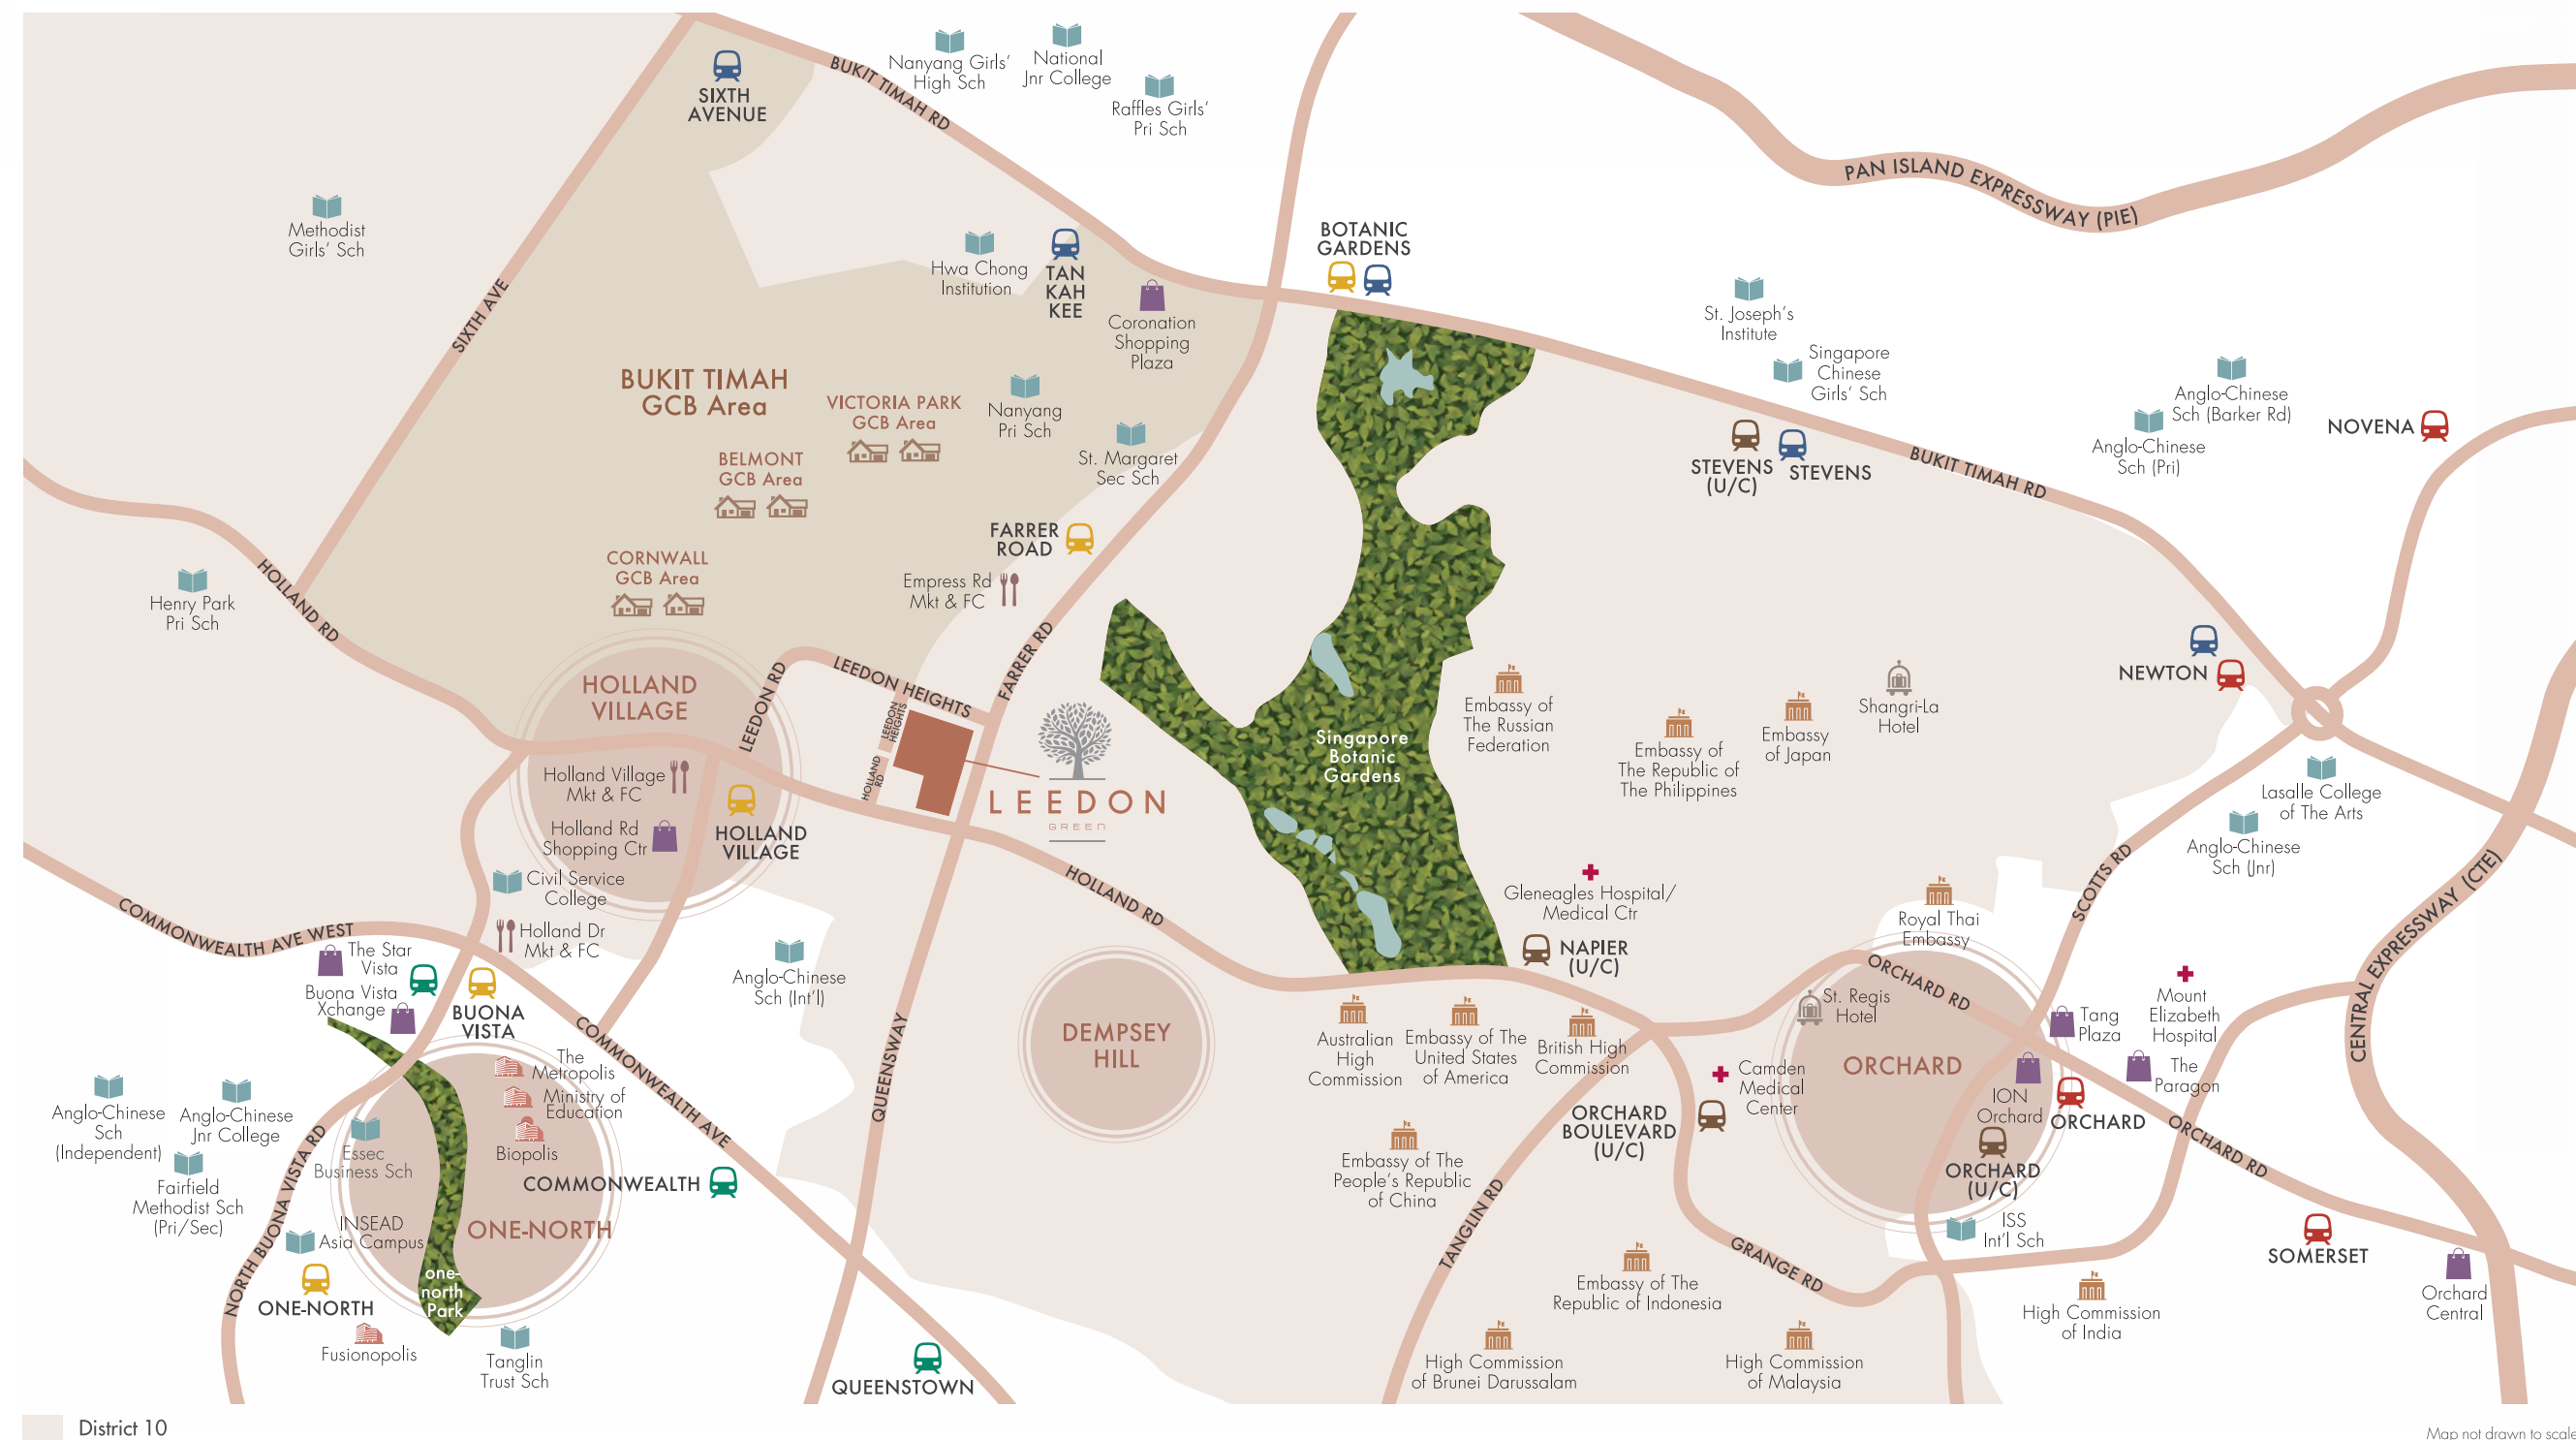 SIXTH
AVENUE
BUKIT TIMAH RD
Nanyang Girls'
High Sch
National
Jnr College
Raffles Girls'
Pri Sch
PAN ISLAND EXPRESSWAY (PIE)
Methodist
Girls' Sch
SIXTH AVE
Hwa Chong
Institution
TAN
KAH
KEE
Coronation
Shopping
Plaza
BOTANIC
GARDENS
St. Joseph's
Institute
Singapore
Chinese
Girls' Sch
Anglo-Chinese
Sch (Barker Rd)
Anglo-Chinese
Sch (Pri)
NOVENA
BUKIT TIMAH
GCB Area
VICTORIA PARK
GCB Area
Nanyang
Pri Sch
BELMONT
GCB Area
St. Margaret
Sec Sch
STEVENS
(U/C)
STEVENS
BUKIT TIMAH RD
FARRER
ROAD
CORNWALL
GCB Area
Empress Rd
Mkt & FC
Henry Park
Pri Sch
HOLLAND RD
FARRER RD
HOLLAND
VILLAGE
LEEDON RD
LEEDON HEIGHTS
LEEDON
HEIGHTS
HOLLAND
RD
LEEDON
GREEN
Singapore
Botanic
Gardens
Embassy of
The Russian
Federation
Embassy of
The Republic of
The Philippines
Embassy
of Japan
Shangri-La
Hotel
NEWTON
Holland Village
Mkt & FC
Holland Rd
Shopping Ctr
HOLLAND
VILLAGE
Civil Service
College
Holland Dr
Mkt & FC
HOLLAND RD
Lasalle College
of The Arts
Anglo-Chinese
Sch (Jnr)
SCOTTS RD
CENTRAL EXPRESSWAY (CTE)
Gleneagles Hospital/
Medical Ctr
NAPIER
(U/C)
Royal Thai
Embassy
ORCHARD RD
COMMONWEALTH AVE WEST
The Star
Vista
Buona Vista
Xchange
BUONA
VISTA
Anglo-Chinese
Sch (Int'l)
COMMONWEALTH AVE
QUEENSWAY
DEMPSEY
HILL
Australian
High
Commission
Embassy of The
United States
of America
British High
Commission
St. Regis
Hotel
Tang
Plaza
Mount
Elizabeth
Hospital
The
Paragon
ORCHARD
Camden
Medical
Center
ION
Orchard
ORCHARD
ORCHARD RD
ORCHARD
BOULEVARD
(U/C)
ORCHARD
(U/C)
The
Metropolis
Ministry of
Education
Biopolis
Anglo-Chinese
Sch
(Independent)
Anglo-Chinese
Jnr College
Essec
Business Sch
Fairfield
Methodist Sch
(Pri/Sec)
NORTH BUONA VISTA RD
COMMONWEALTH
ONE-NORTH
INSEAD
Asia Campus
ONE-NORTH
one-
north
Park
Fusionopolis
Tanglin
Trust Sch
QUEENSTOWN
Embassy of The
People's Republic
of China
TANGLIN RD
ISS
Int'l Sch
GRANGE RD
SOMERSET
Embassy of The
Republic of Indonesia
High Commission
of India
Orchard
Central
High Commission
of Brunei Darussalam
High Commission
of Malaysia
District 10
Map not drawn to scale